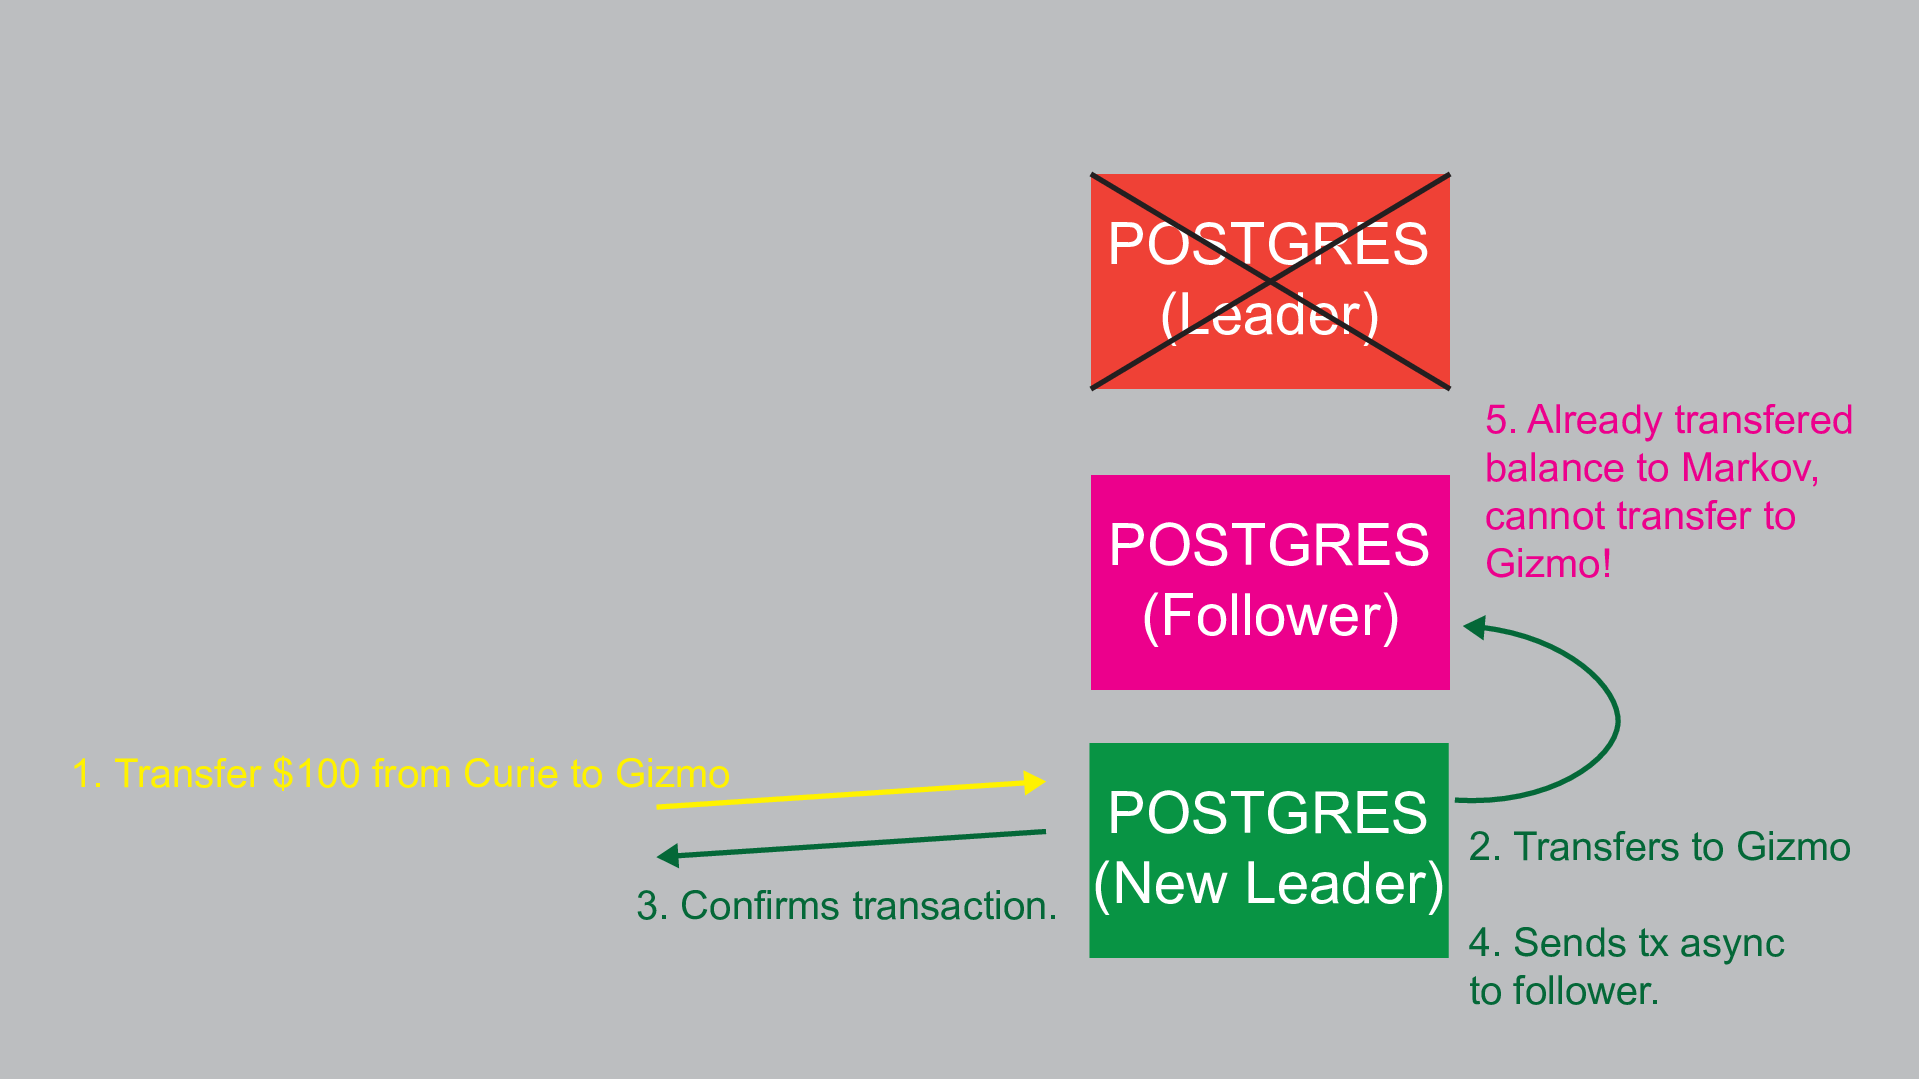 POSTGRES
(Leader)
5. Already transfered
balance to Markov,
cannot transfer to
Gizmo!
POSTGRES
(Follower)
1. Transfer $100 from Curie to Gizmo
POSTGRES
(New Leader)
2. Transfers to Gizmo
3. Confirms transaction.
4. Sends tx async
to follower.